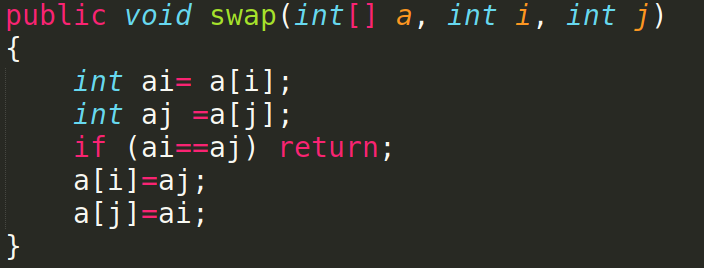 public void swap(int[] a, int i, int j)
{
    int ai= a[i];
    int aj =a[j];
    if (ai==aj) return;
    a[i]=aj;
    a[j]=ai;
}